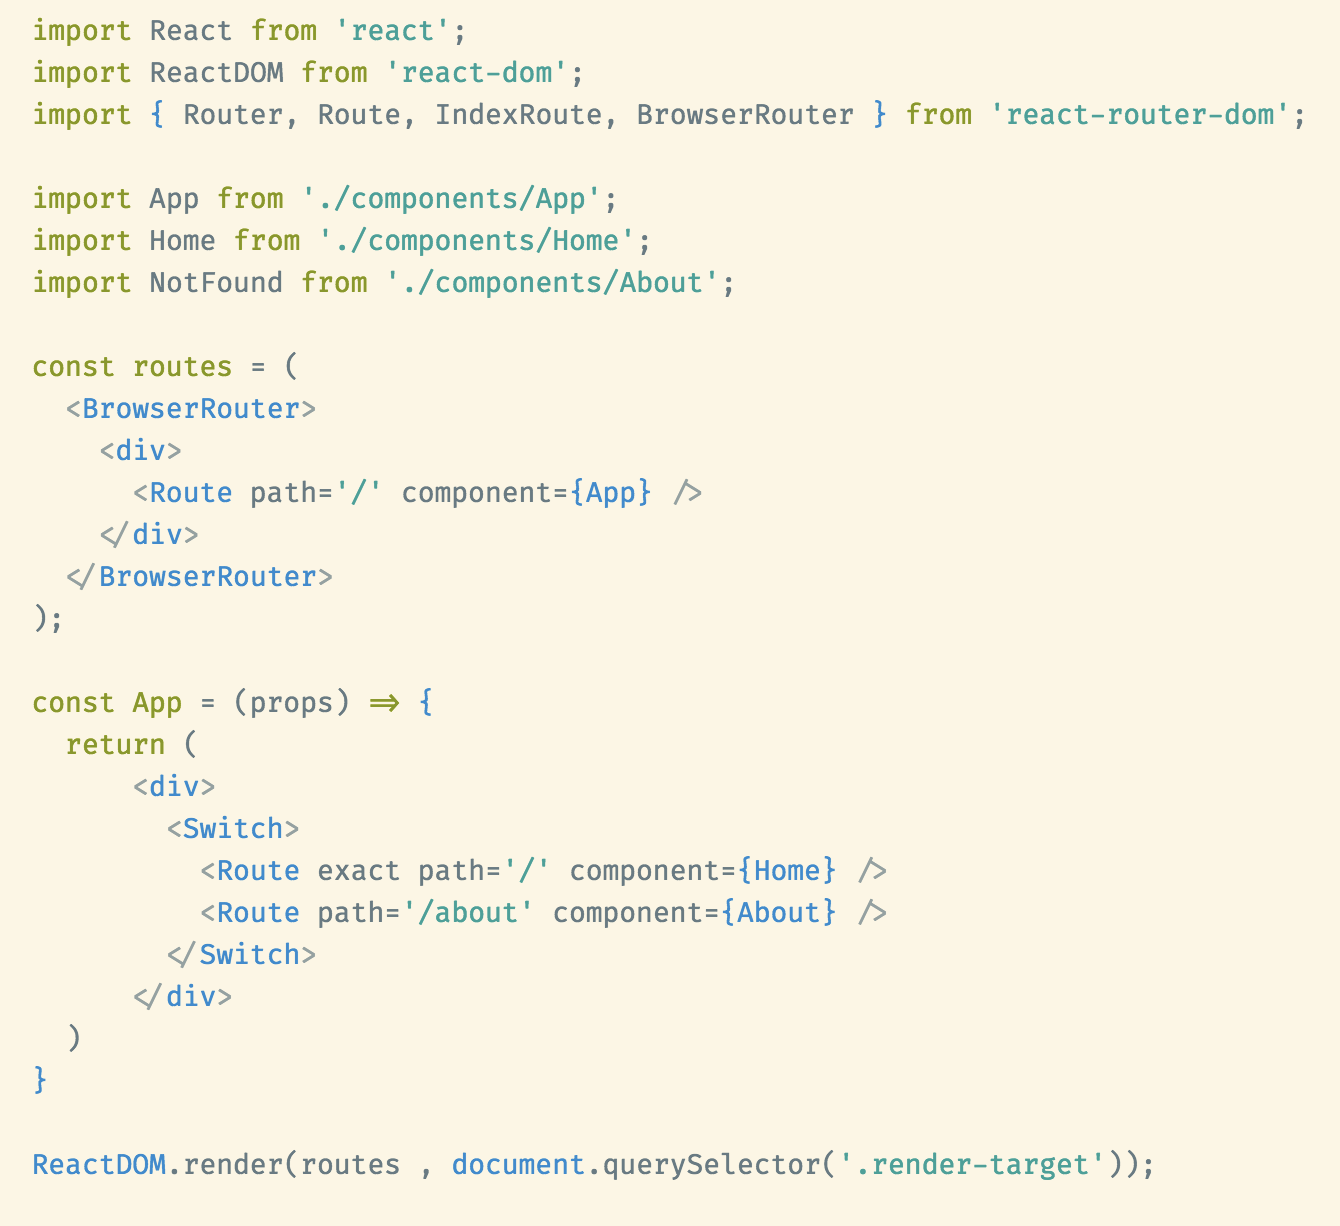 import React from 'react';
import ReactDOM from 'react-dom';
import { Router, Route, IndexRoute, BrowserRouter } from 'react-router-dom';

import App from './components/App';
import Home from './components/Home';
import NotFound from './components/About';

const routes = (
  <BrowserRouter>
    <div>
      <Route path='/' component={App} />
    </div>
  </BrowserRouter>
);

const App = (props) => {
  return (
      <div>
        <Switch>
          <Route exact path='/' component={Home} />
          <Route path='/about' component={About} />
        </Switch>
      </div>
  )
}

ReactDOM.render(routes , document.querySelector('.render-target'));